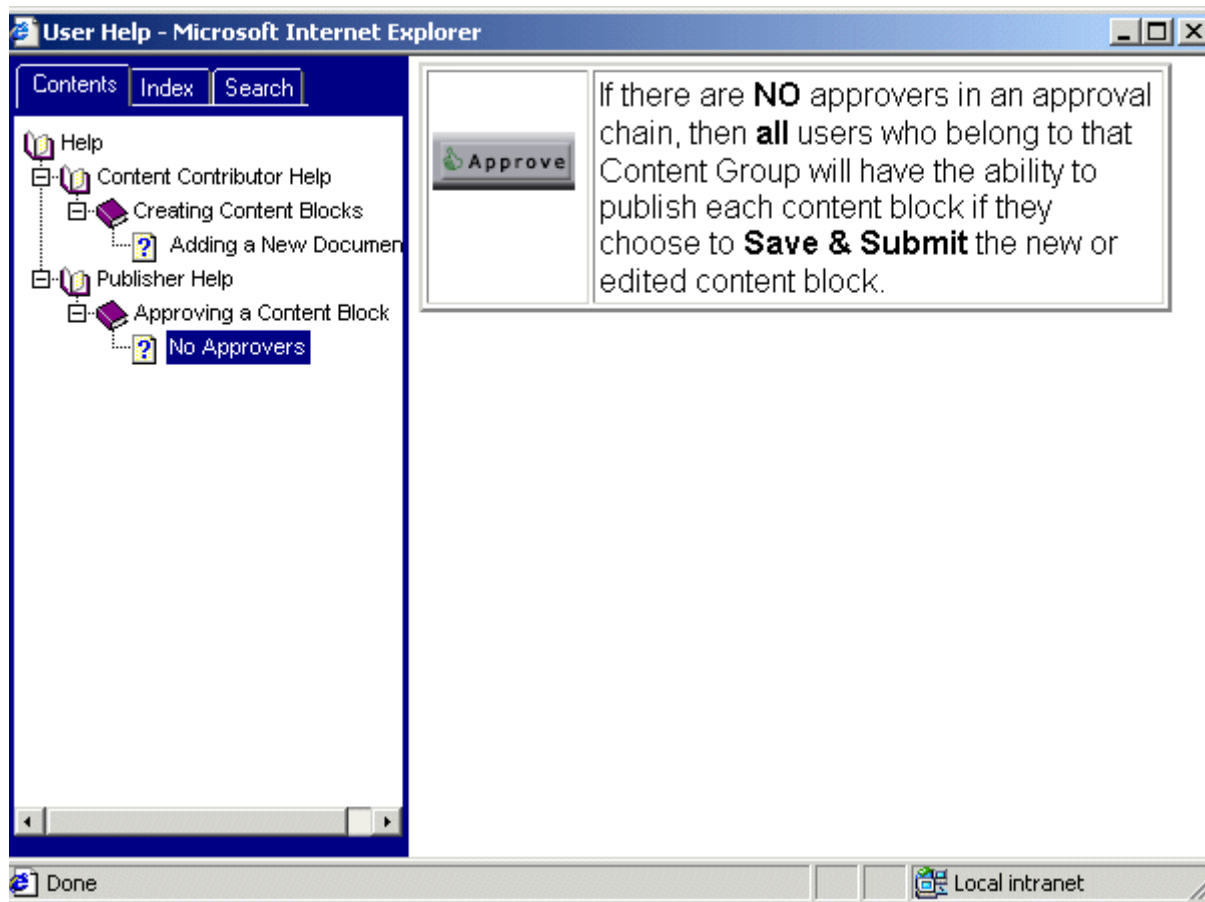 User Help - Microsoft Internet Explorer
Contents Index Search
Help
Content Contributor Help
Creating Content Blocks
Adding a New Documen
Publisher Help
Approving a Content Block
No Approvers
Approve
If there are NO approvers in an approval
chain, then all users who belong to that
Content Group will have the ability to
publish each content block if they
choose to Save & Submit the new or
edited content block.
Done
Local intranet